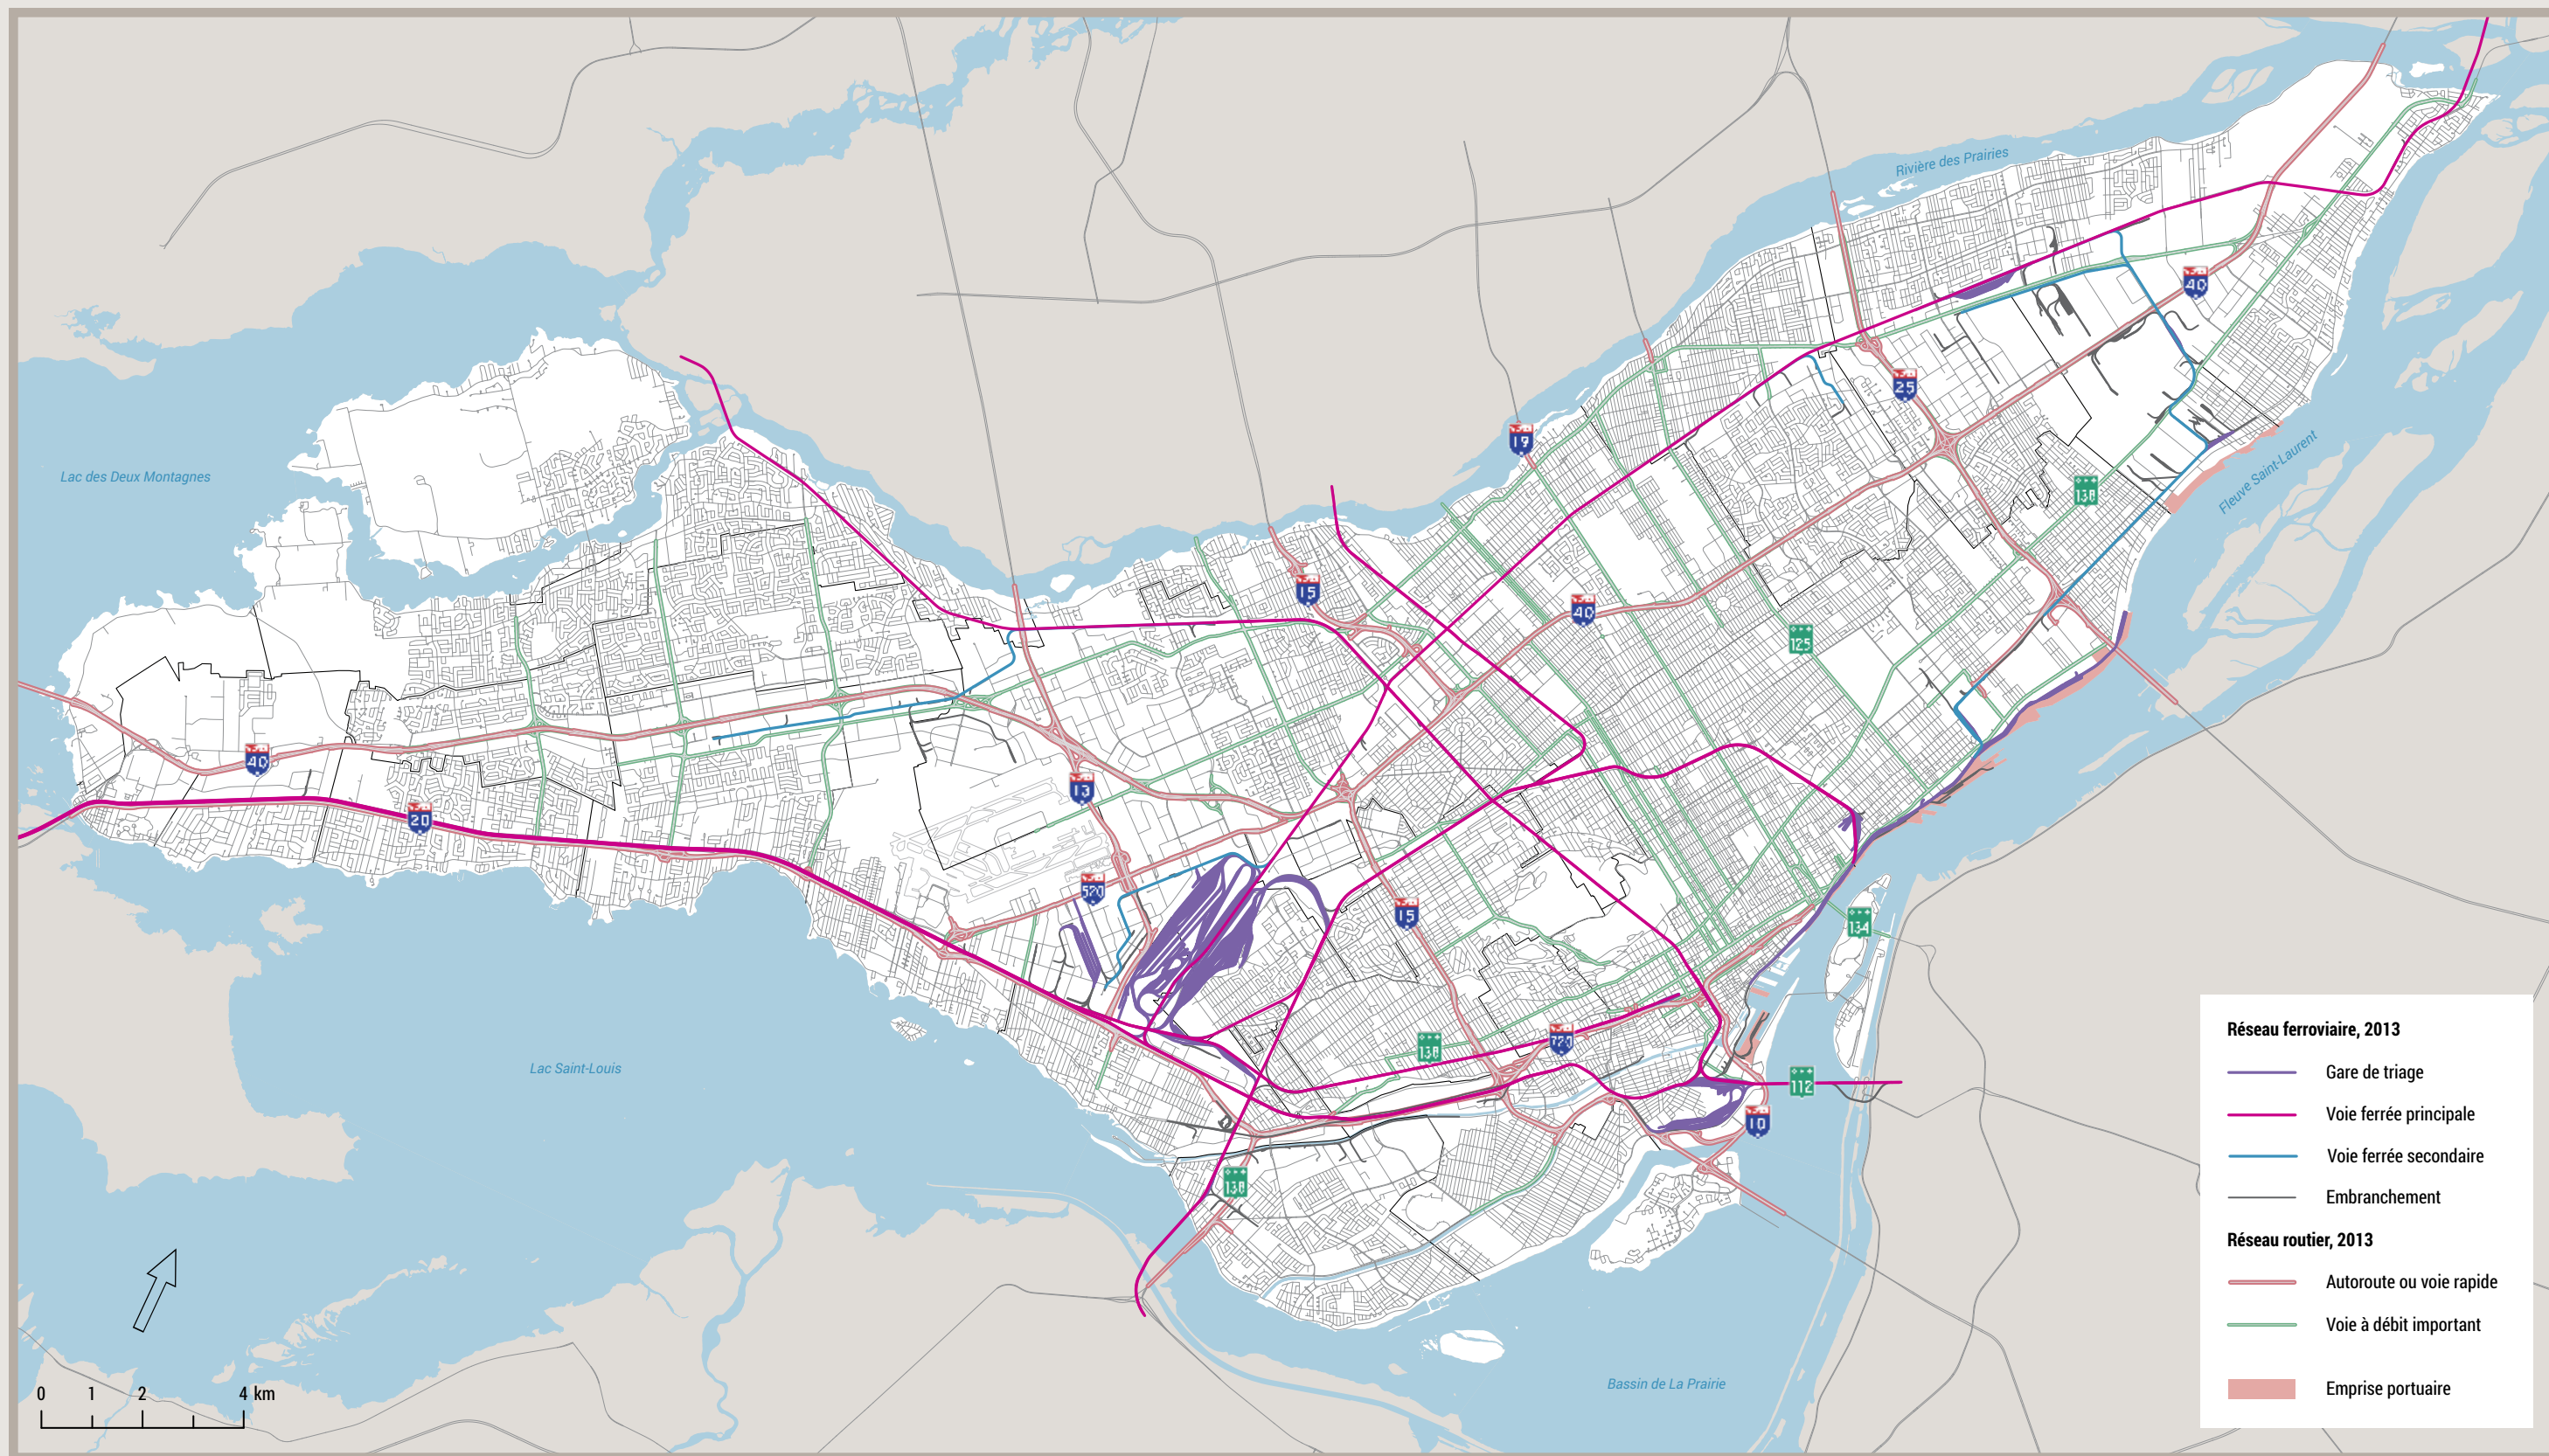 Rivière des Prairies
40
25
19
Lac des Deux Montagnes
Fleuve Saint-Laurent
138
15
40
125
40
13
20
520
15
134
138
720
Lac Saint-Louis
112
10
138
Bassin de La Prairie
0 1 2 4 km
Réseau ferroviaire, 2013
Gare de triage
Voie ferrée principale
Voie ferrée secondaire
Embranchement
Réseau routier, 2013
Autoroute ou voie rapide
Voie à débit important
Emprise portuaire